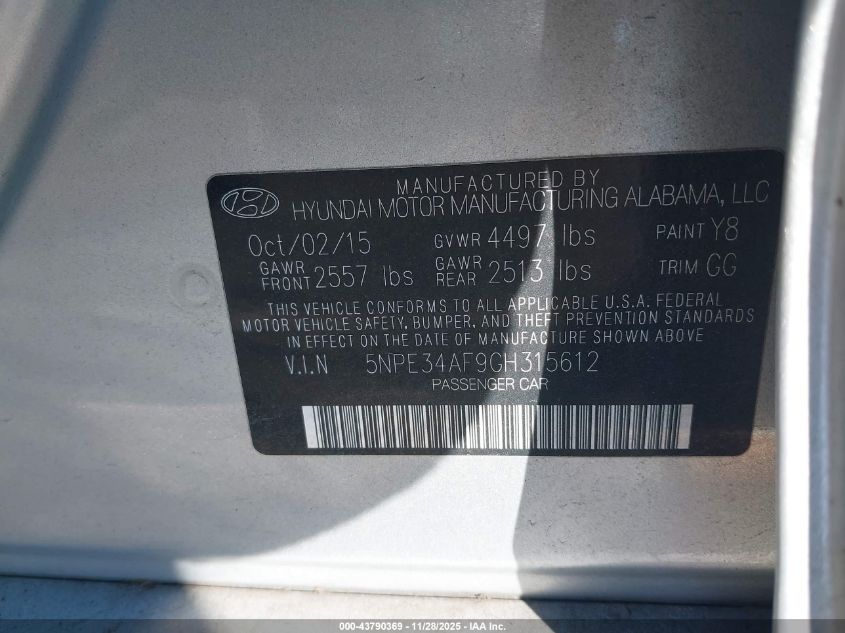 MANUFACTURED BY
HYUNDAI MOTOR MANUFACTURING ALABAMA, LLC
Oct/02/15 GVWR 4497 lbs PAINT Y8
GAWR FRONT 2557 lbs GAWR REAR 2513 lbs TRIM GG
THIS VEHICLE CONFORMS TO ALL APPLICABLE U.S.A. FEDERAL
MOTOR VEHICLE SAFETY, BUMPER, AND THEFT PREVENTION STANDARDS
IN EFFECT ON THE DATE OF MANUFACTURE SHOWN ABOVE
V.I.N 5NPE34AF9GH315612
PASSENGER CAR
000-43790369 - 11/28/2025 - IAA Inc.